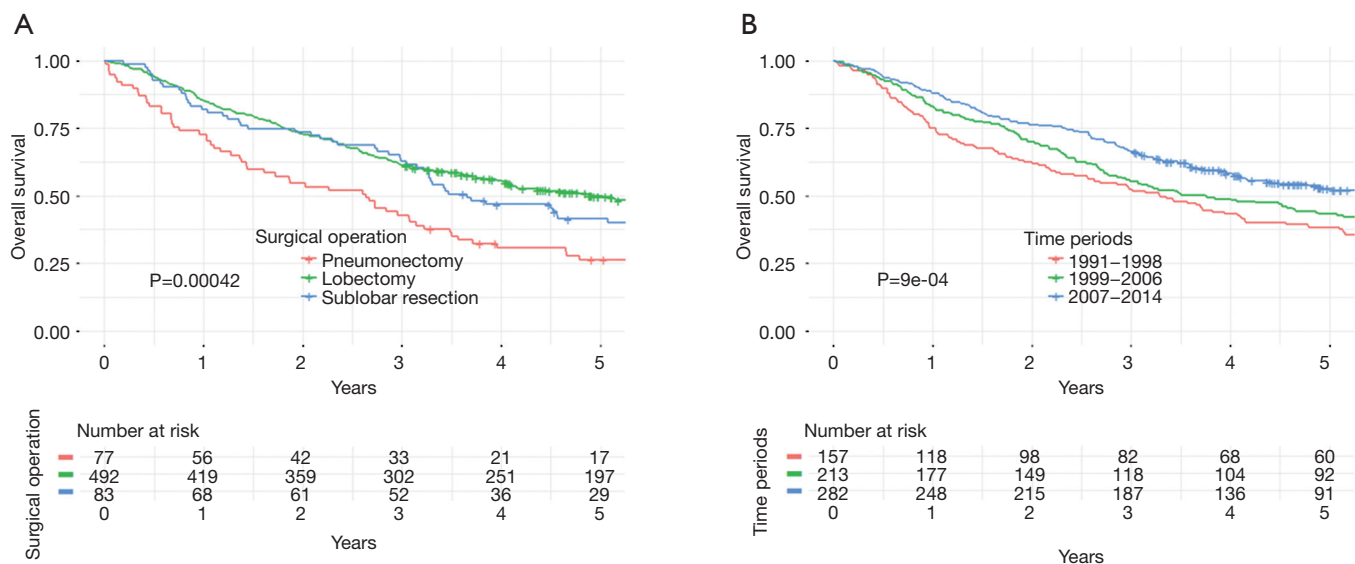 A
1.00
0.75
0.50
0.25
0.00
Overall survival
Surgical operation
Pneumonectomy
Lobectomy
Sublobar resection
P=0.00042
0 1 2 3 4 5
Years
Surgical operation
Number at risk
77 56 42 33 21 17
492 419 359 302 251 197
83 68 61 52 36 29
0 1 2 3 4 5
Years
B
1.00
0.75
0.50
0.25
0.00
Overall survival
Time periods
1991–1998
1999–2006
2007–2014
P=9e-04
0 1 2 3 4 5
Years
Time periods
Number at risk
157 118 98 82 68 60
213 177 149 118 104 92
282 248 215 187 136 91
0 1 2 3 4 5
Years